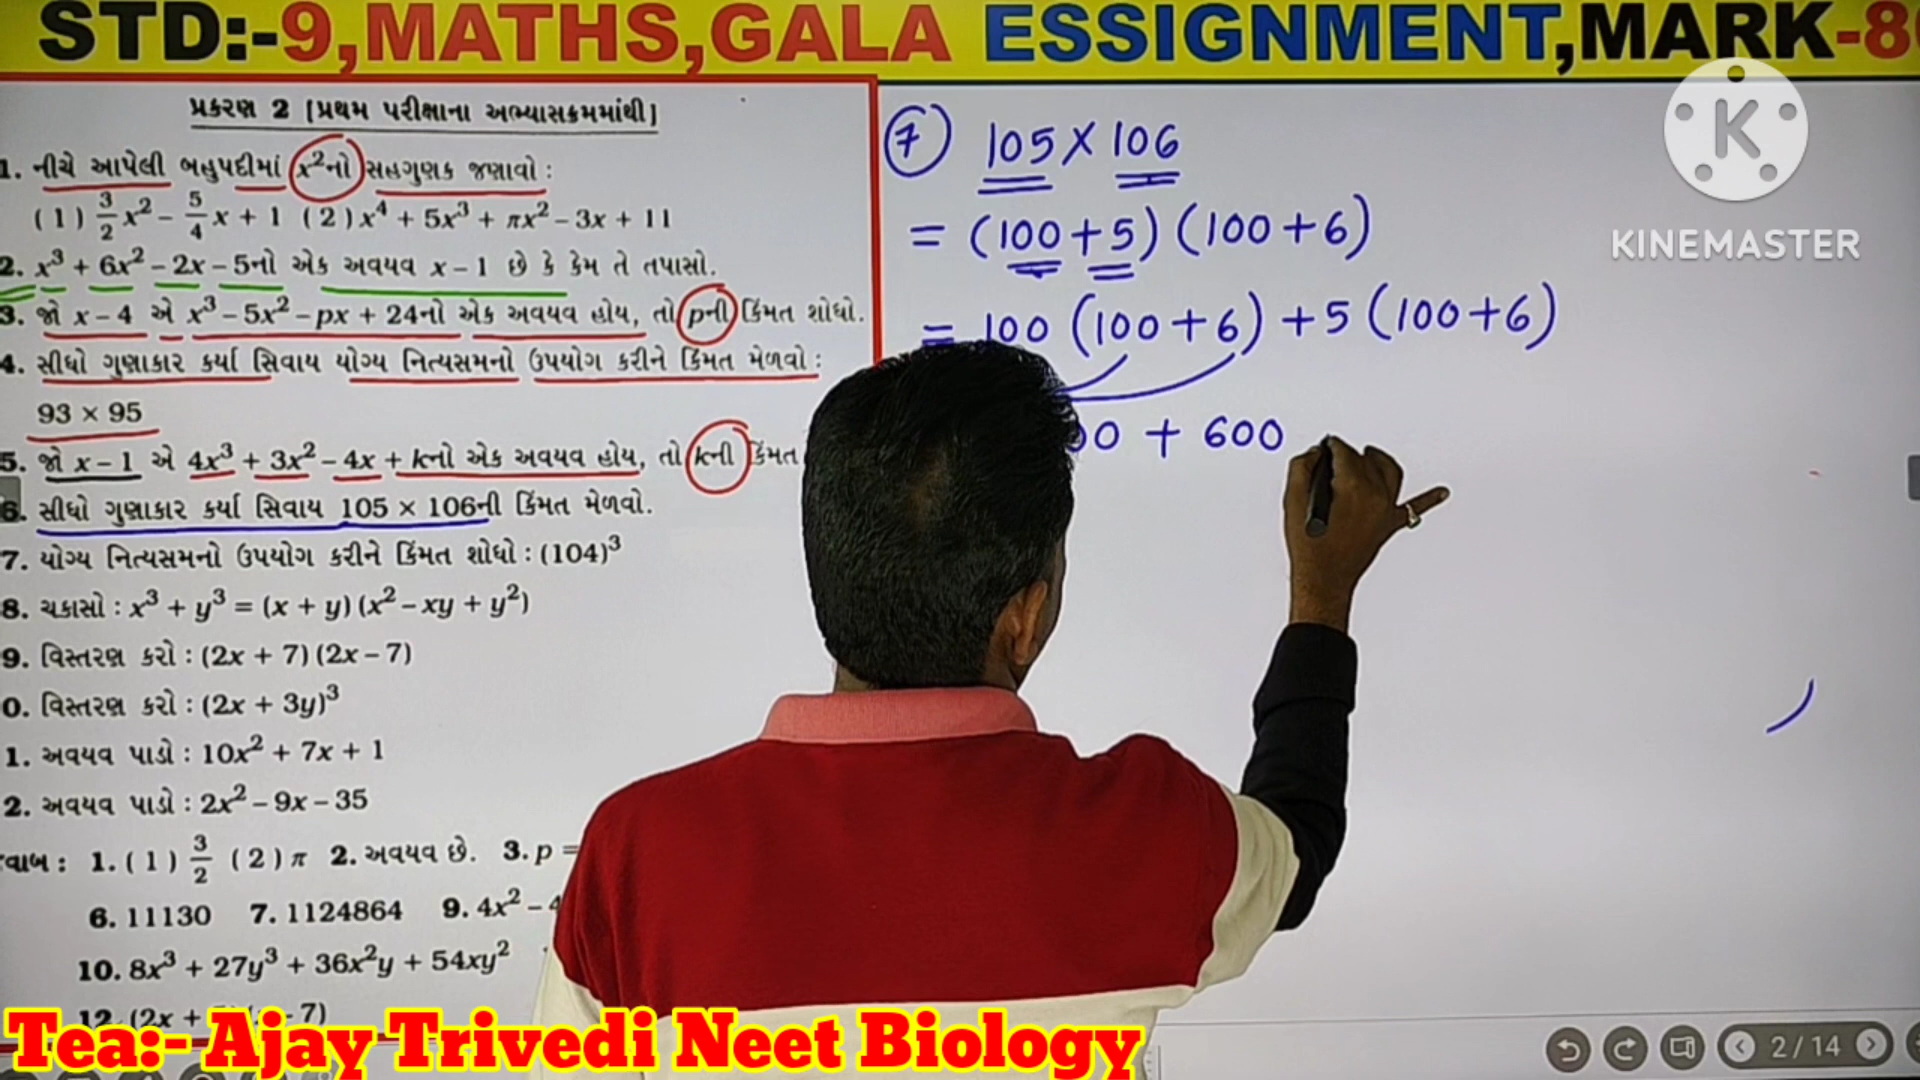 STD:-9,MATHS,GALA ESSIGNMENT,MARK-8
પ્રકરણ 2 [પ્રથમ પરીક્ષાના અભ્યાસક્રમમાંથી]
1. નીચે આપેલી બહુપદીમાં x²નો સહગુણક જણાવો :
(1) 3/2 x² – 5/4 x + 1 (2) x⁴ + 5x³ + πx² – 3x + 11
2. x³ + 6x² – 2x – 5નો એક અવયવ x – 1 છે કે કેમ તે તપાસો.
3. જો x – 4 એ x³ – 5x² – px + 24નો એક અવયવ હોય, તો pની કિંમત શોધો.
4. સીધો ગુણાકાર કર્યા સિવાય યોગ્ય નિત્યસમનો ઉપયોગ કરીને કિંમત મેળવો :
93 × 95
5. જો x – 1 એ 4x³ + 3x² – 4x + kનો એક અવયવ હોય, તો kની કિંમત
6. સીધો ગુણાકાર કર્યા સિવાય 105 × 106ની કિંમત મેળવો.
7. યોગ્ય નિત્યસમનો ઉપયોગ કરીને કિંમત શોધો : (104)³
8. ચકાસો : x³ + y³ = (x + y) (x² – xy + y²)
9. વિસ્તરણ કરો : (2x + 7) (2x – 7)
0. વિસ્તરણ કરો : (2x + 3y)³
1. અવયવ પાડો : 10x² + 7x + 1
2. અવયવ પાડો : 2x² – 9x – 35
વાબ : 1. (1) 3/2 (2) π 2. અવયવ છે. 3. p =
6. 11130 7. 1124864 9. 4x² – 4
10. 8x³ + 27y³ + 36x²y + 54xy²
12. (2x + - 7)
7 105 × 106
= (100 + 5) (100 + 6)
= 100 (100 + 6) + 5 (100 + 6)
00 + 600
K
KINEMASTER
Tea:- Ajay Trivedi Neet Biology
2 / 14